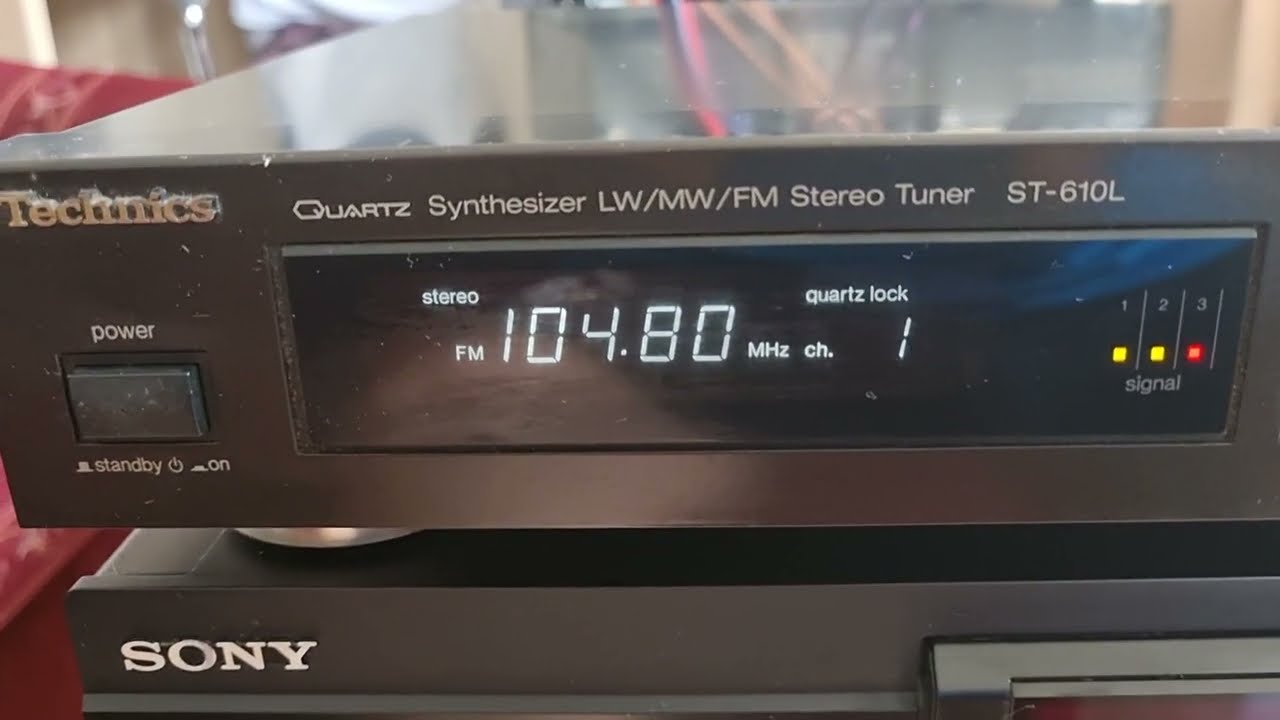 Technics
QUARTZ Synthesizer LW/MW/FM Stereo Tuner ST-610L
stereo
quartz lock
FM 104.80 MHz ch. 1
1 2 3
signal
power
standby on
SONY